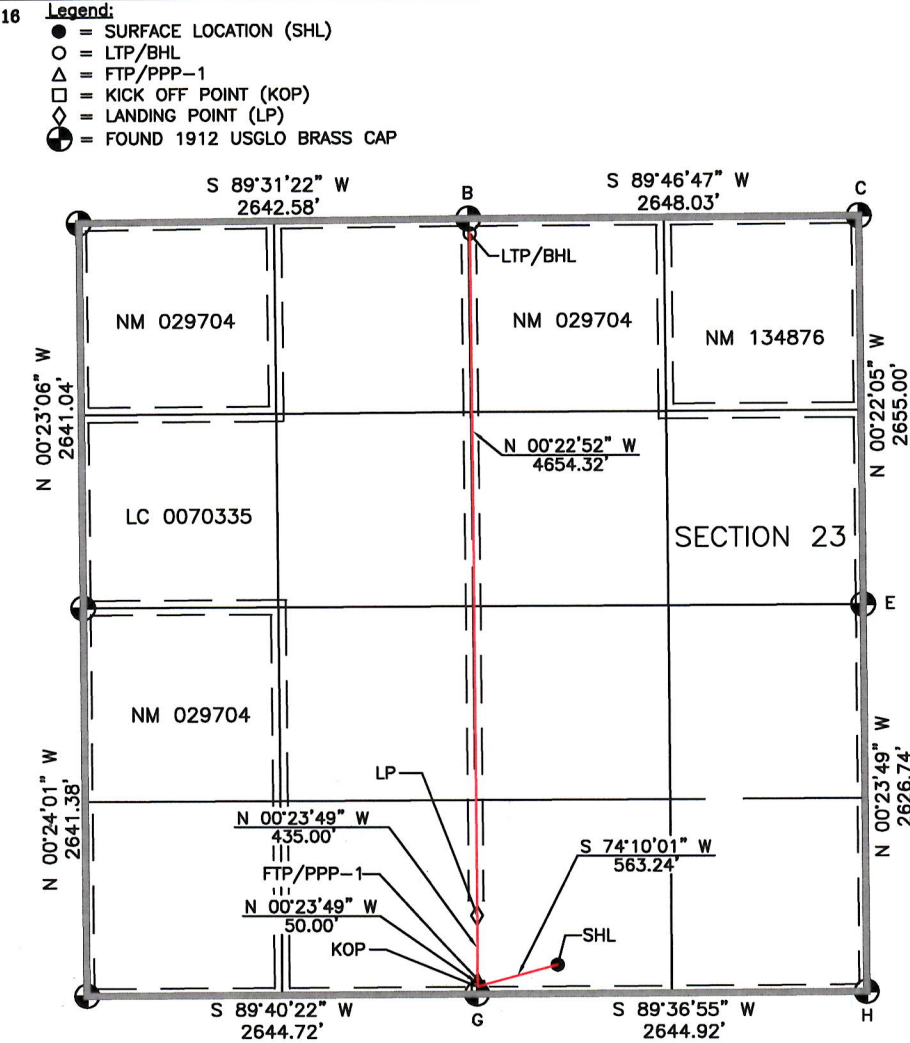 16
Legend:
● = SURFACE LOCATION (SHL)
○ = LTP/BHL
△ = FTP/PPP-1
□ = KICK OFF POINT (KOP)
◊ = LANDING POINT (LP)
= FOUND 1912 USGLO BRASS CAP
S 89°31'22" W
2642.58'
B
S 89°46'47" W
2648.03'
C
LTP/BHL
NM 029704
NM 029704
NM 134876
N 00°23'06" W
2641.04'
N 00°22'05" W
2655.00'
N 00°22'52" W
4654.32'
LC 0070335
SECTION 23
E
NM 029704
LP
N 00°24'01" W
2641.38'
N 00°23'49" W
2626.74'
N 00°23'49" W
435.00'
S 74°10'01" W
563.24'
FTP/PPP-1
N 00°23'49" W
50.00'
KOP
SHL
S 89°40'22" W
2644.72'
G
S 89°36'55" W
2644.92'
H